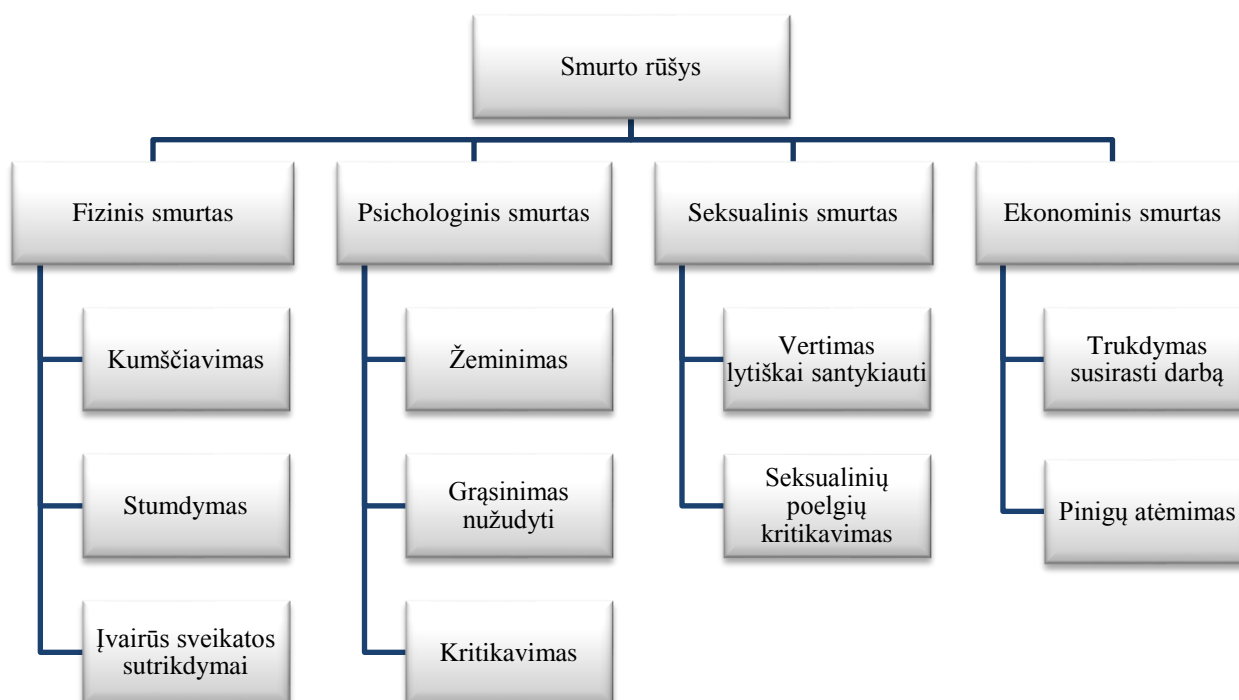 Smurto rūšys
Fizinis smurtas
Kumščiavimas
Stumdymas
Įvairūs sveikatos
sutrikdymai
Psichologinis smurtas
Žeminimas
Grąsinimas
nužudyti
Kritikavimas
Seksualinis smurtas
Vertimas
lytiškai santykiauti
Seksualinių
poelgių
kritikavimas
Ekonominis smurtas
Trukdymas
susirasti darbą
Pinigų atėmimas